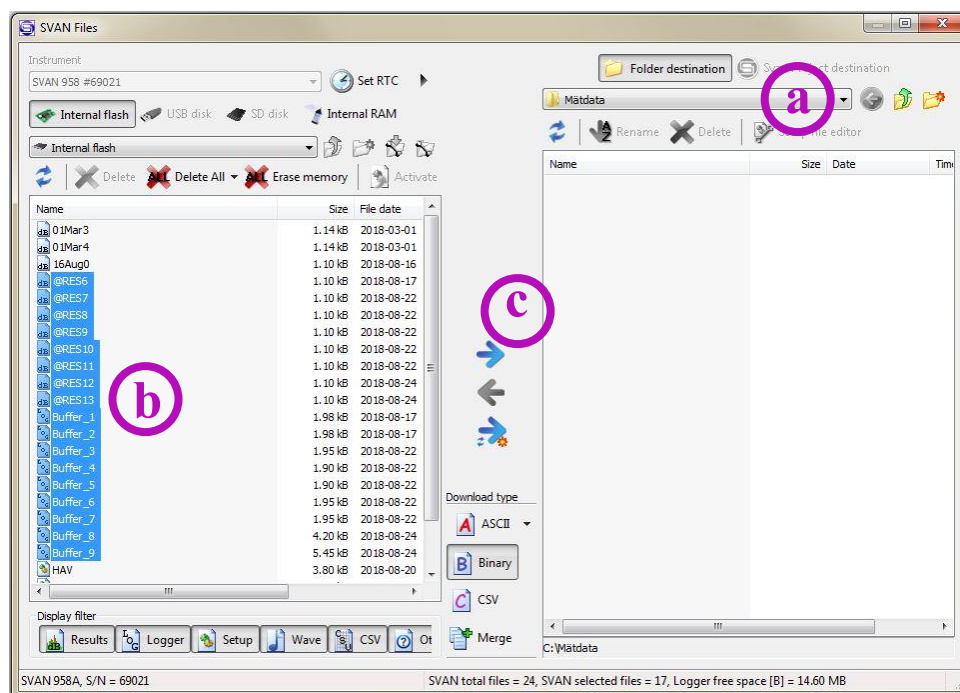 SVAN Files
Instrument
SVAN 958 #69021
Set RTC
Internal flash
USB disk
SD disk
Internal RAM
Internal flash
Delete
ALL Delete All
ALL Erase memory
Activate
Name Size File date
01Mar3 1.14 kB 2018-03-01
01Mar4 1.14 kB 2018-03-01
16Aug0 1.10 kB 2018-08-16
@RES6 1.10 kB 2018-08-17
@RES7 1.10 kB 2018-08-22
@RES8 1.10 kB 2018-08-22
@RES9 1.10 kB 2018-08-22
@RES10 1.10 kB 2018-08-22
@RES11 1.10 kB 2018-08-22
@RES12 1.10 kB 2018-08-24
@RES13 1.10 kB 2018-08-24
Buffer_1 1.98 kB 2018-08-17
Buffer_2 1.98 kB 2018-08-17
Buffer_3 1.95 kB 2018-08-22
Buffer_4 1.90 kB 2018-08-22
Buffer_5 1.90 kB 2018-08-22
Buffer_6 1.95 kB 2018-08-22
Buffer_7 1.95 kB 2018-08-22
Buffer_8 4.20 kB 2018-08-24
Buffer_9 5.45 kB 2018-08-24
HAV 3.80 kB 2018-08-20
b
Display filter
Results
Logger
Setup
Wave
CSV
Ot
c
Download type
A ASCII
B Binary
C CSV
Merge
Folder destination
destination
Mätdata
a
Rename
Delete
file editor
Name Size Date Tim
C:\Mätdata
SVAN 958A, S/N = 69021
SVAN total files = 24, SVAN selected files = 17, Logger free space [B] = 14.60 MB